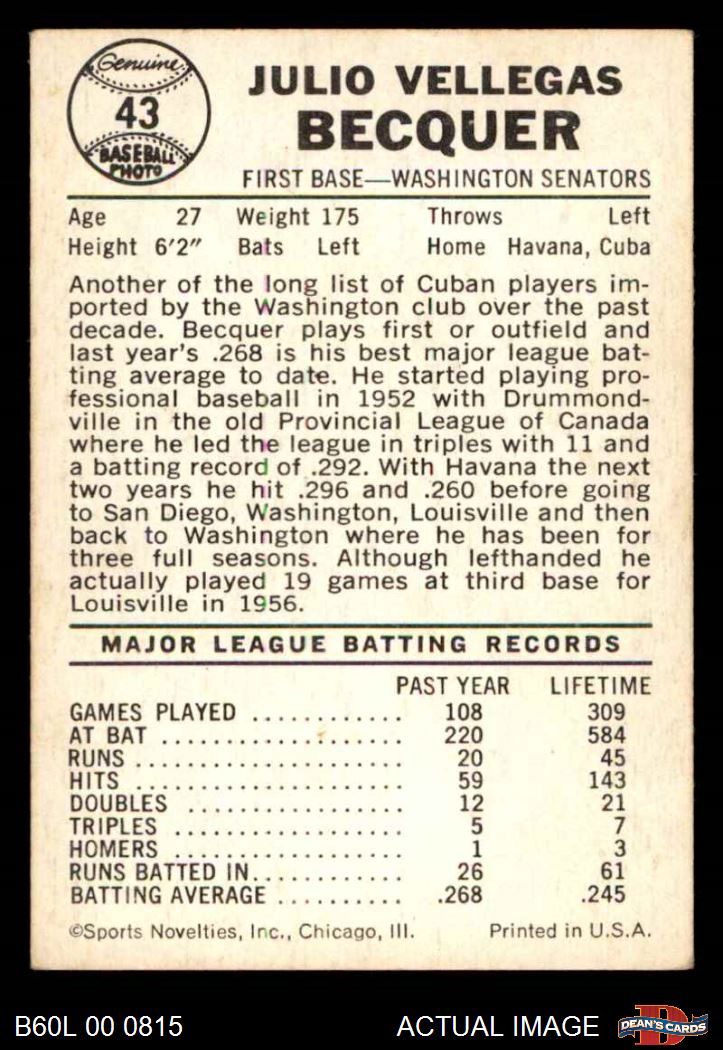 Genuine
43
BASEBALL
PHOTO
JULIO VELLEGAS
BECQUER
FIRST BASE—WASHINGTON SENATORS
Age 27 Weight 175 Throws Left
Height 6'2" Bats Left Home Havana, Cuba
Another of the long list of Cuban players im-
ported by the Washington club over the past
decade. Becquer plays first or outfield and
last year's .268 is his best major league bat-
ting average to date. He started playing pro-
fessional baseball in 1952 with Drummond-
ville in the old Provincial League of Canada
where he led the league in triples with 11 and
a batting record of .292. With Havana the next
two years he hit .296 and .260 before going
to San Diego, Washington, Louisville and then
back to Washington where he has been for
three full seasons. Although lefthanded he
actually played 19 games at third base for
Louisville in 1956.
MAJOR LEAGUE BATTING RECORDS
PAST YEAR LIFETIME
GAMES PLAYED ............ 108 309
AT BAT ................... 220 584
RUNS ..................... 20 45
HITS ..................... 59 143
DOUBLES ................. 12 21
TRIPLES .................. 5 7
HOMERS .................. 1 3
RUNS BATTED IN............ 26 61
BATTING AVERAGE .......... .268 .245
©Sports Novelties, Inc., Chicago, Ill. Printed in U.S.A.
B60L 00 0815 ACTUAL IMAGE DEAN'S CARDS